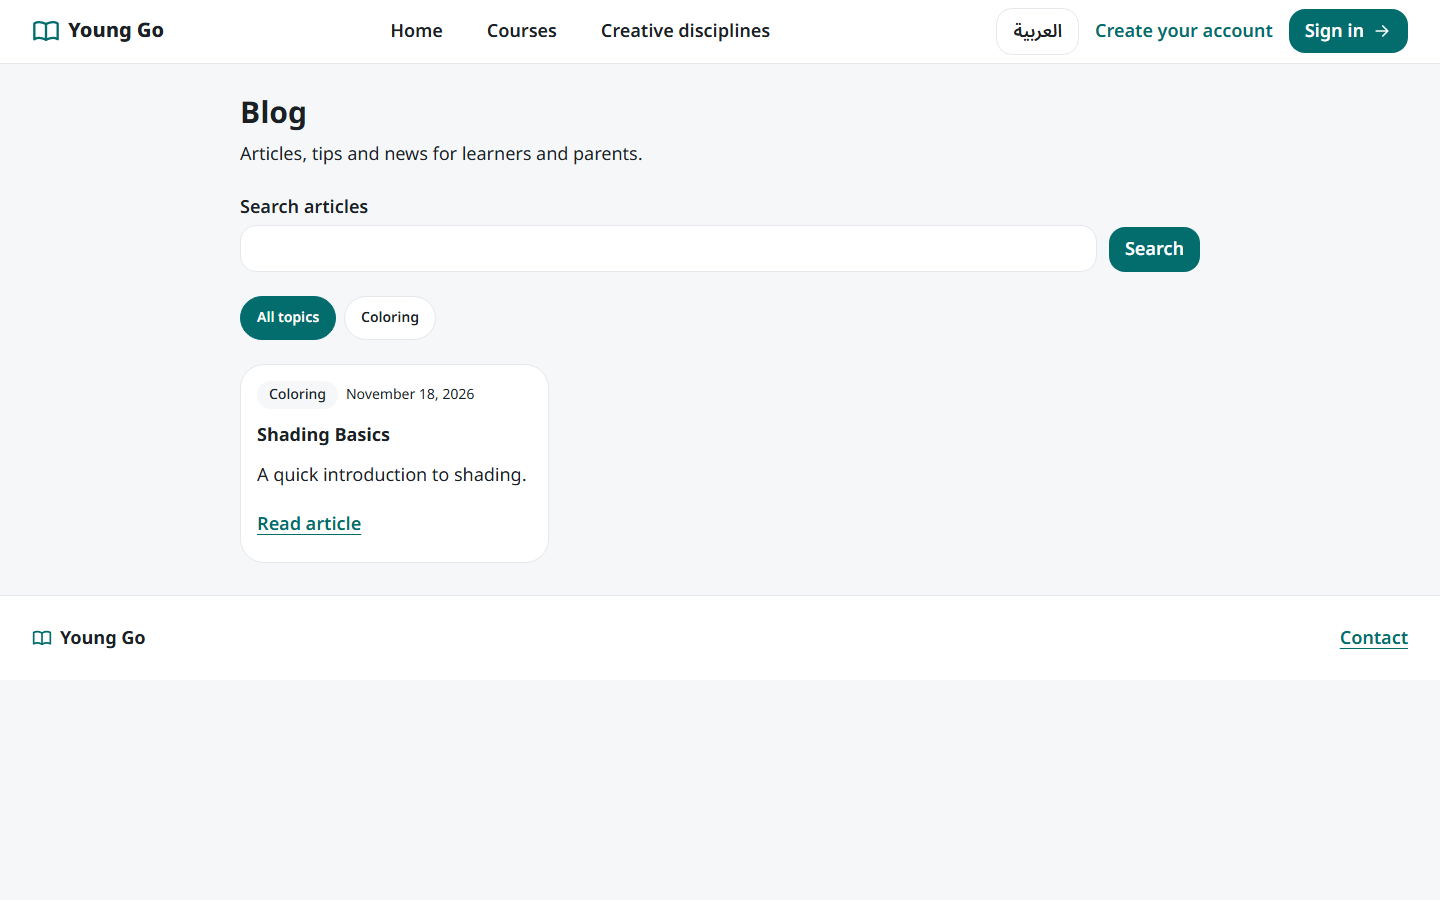 Young Go
Home
Courses
Creative disciplines
العربية
Create your account
Sign in
Blog
Articles, tips and news for learners and parents.
Search articles
Search
All topics
Coloring
Coloring
November 18, 2026
Shading Basics
A quick introduction to shading.
Read article
Young Go
Contact